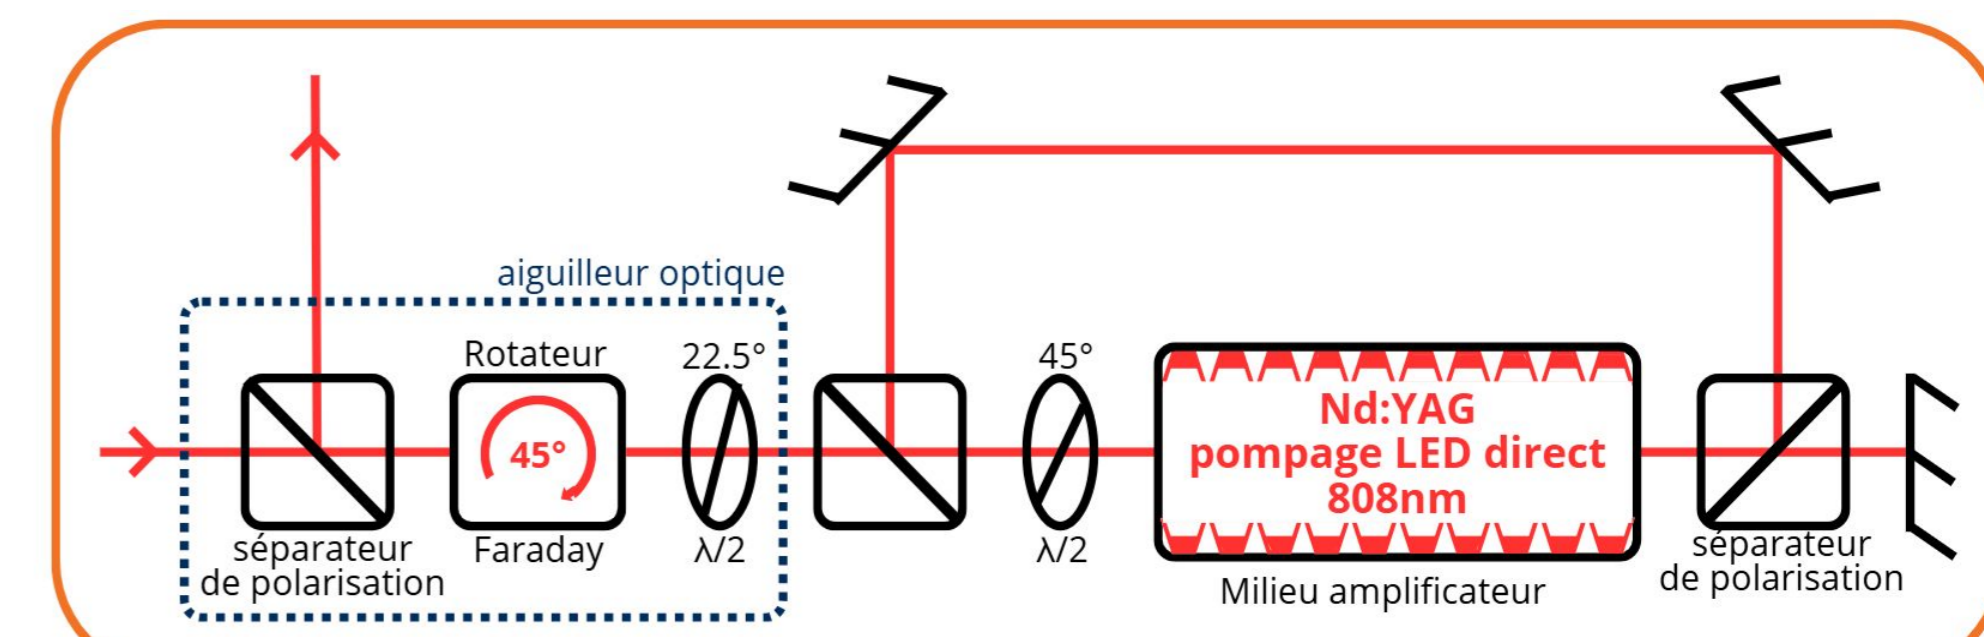 aiguilleur optique
Rotateur
22.5°
45°
45°
Nd:YAG
pompage LED direct
808nm
séparateur
de polarisation
Faraday
λ/2
λ/2
Milieu amplificateur
séparateur
de polarisation